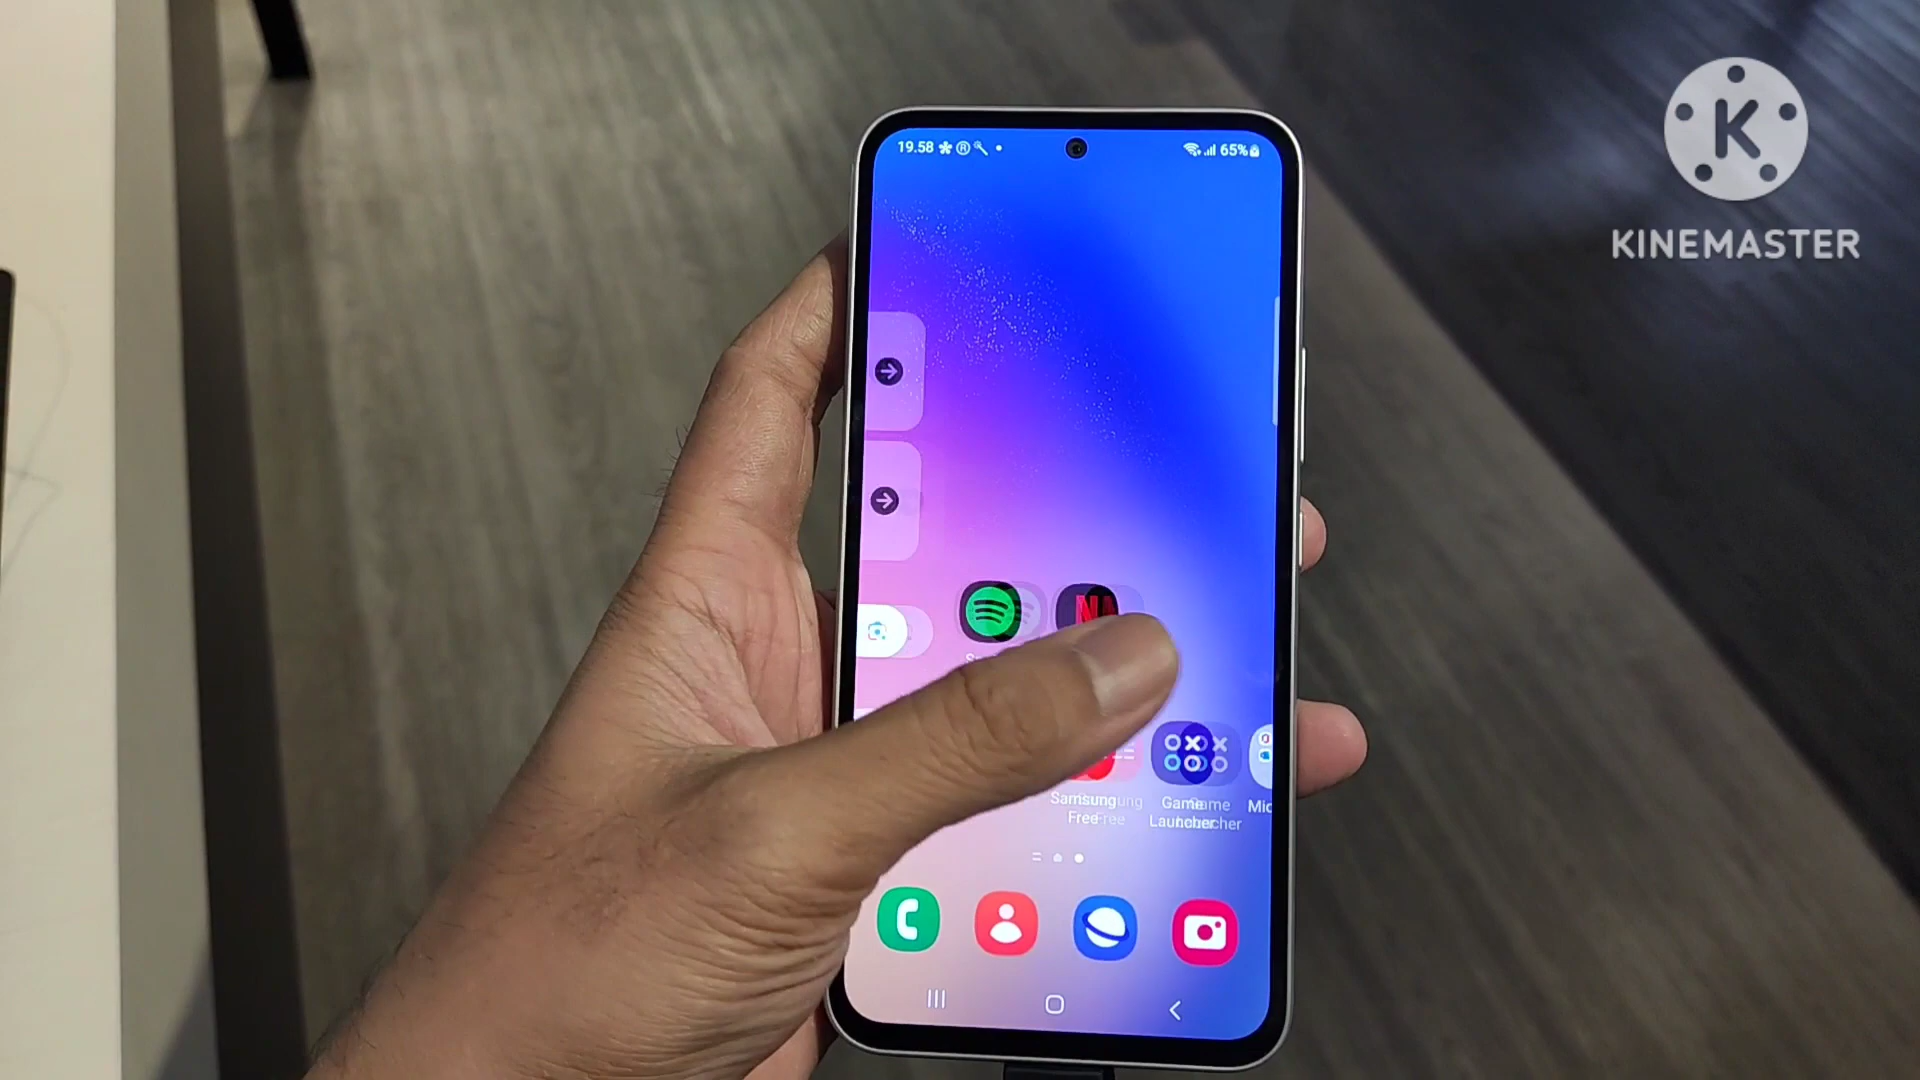 19.58
65%
K
KINEMASTER
N
Samsung
Free
Game
Launcher